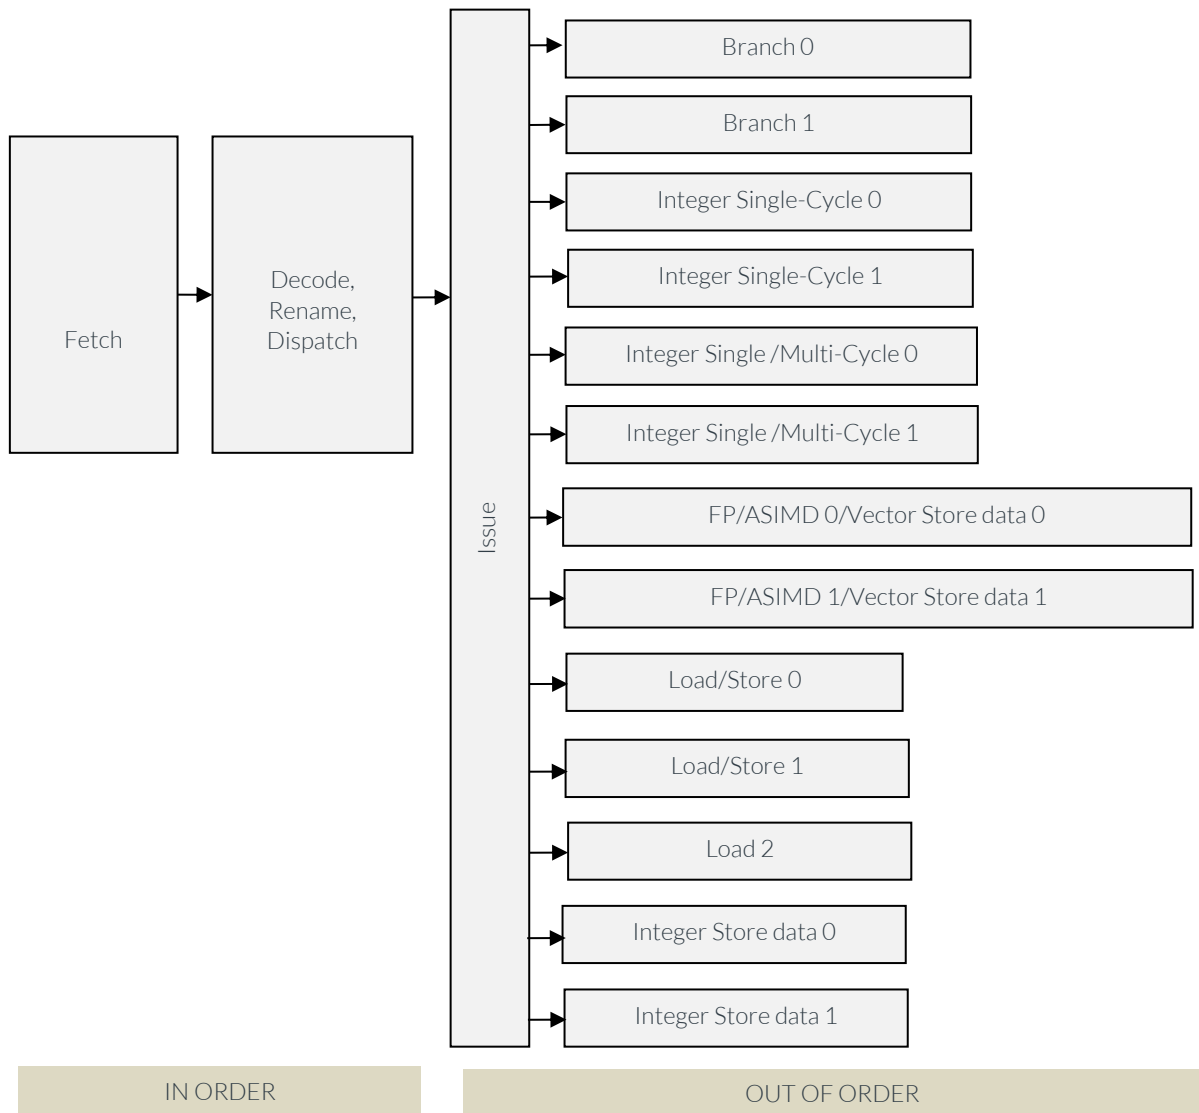 Fetch
Decode,
Rename,
Dispatch
Issue
Branch 0
Branch 1
Integer Single-Cycle 0
Integer Single-Cycle 1
Integer Single /Multi-Cycle 0
Integer Single /Multi-Cycle 1
FP/ASIMD 0/Vector Store data 0
FP/ASIMD 1/Vector Store data 1
Load/Store 0
Load/Store 1
Load 2
Integer Store data 0
Integer Store data 1
IN ORDER
OUT OF ORDER